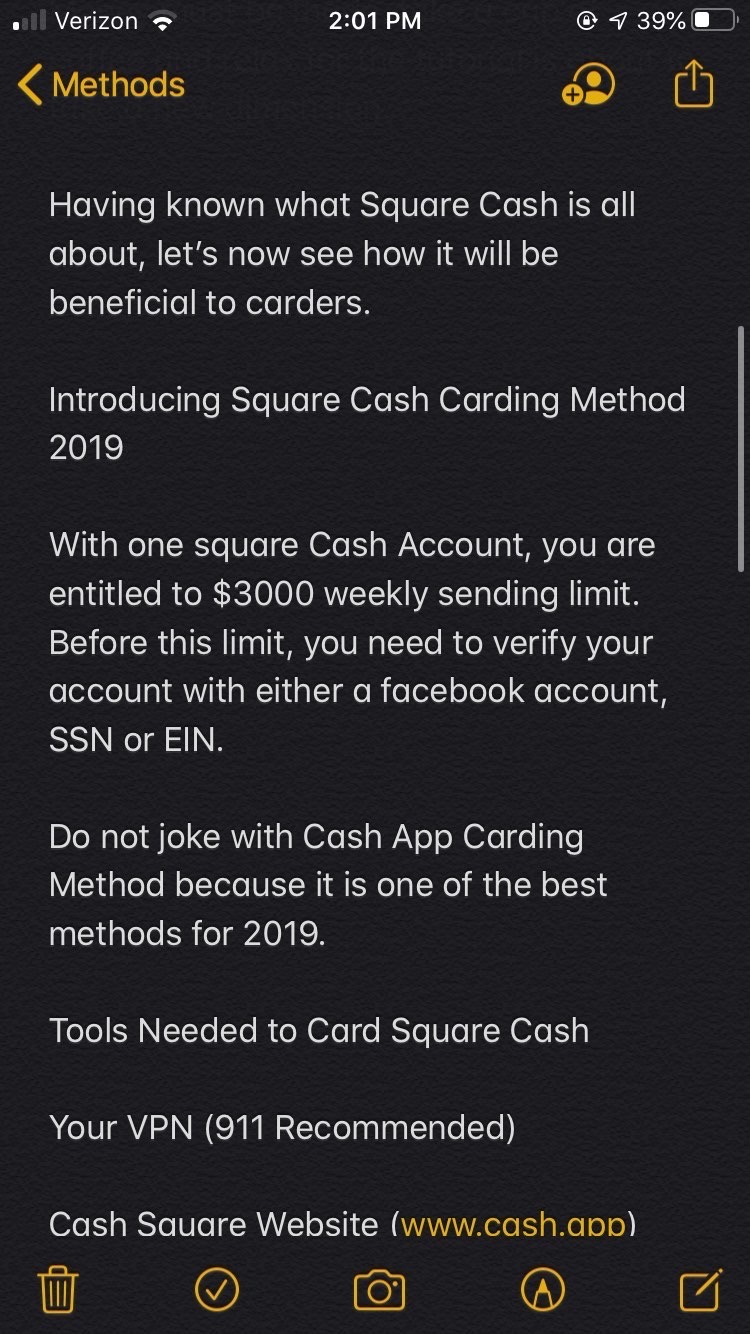 Verizon 2:01 PM 39%
Methods
Having known what Square Cash is all
about, let’s now see how it will be
beneficial to carders.
Introducing Square Cash Carding Method
2019
With one square Cash Account, you are
entitled to $3000 weekly sending limit.
Before this limit, you need to verify your
account with either a facebook account,
SSN or EIN.
Do not joke with Cash App Carding
Method because it is one of the best
methods for 2019.
Tools Needed to Card Square Cash
Your VPN (911 Recommended)
Cash Square Website (www.cash.app)